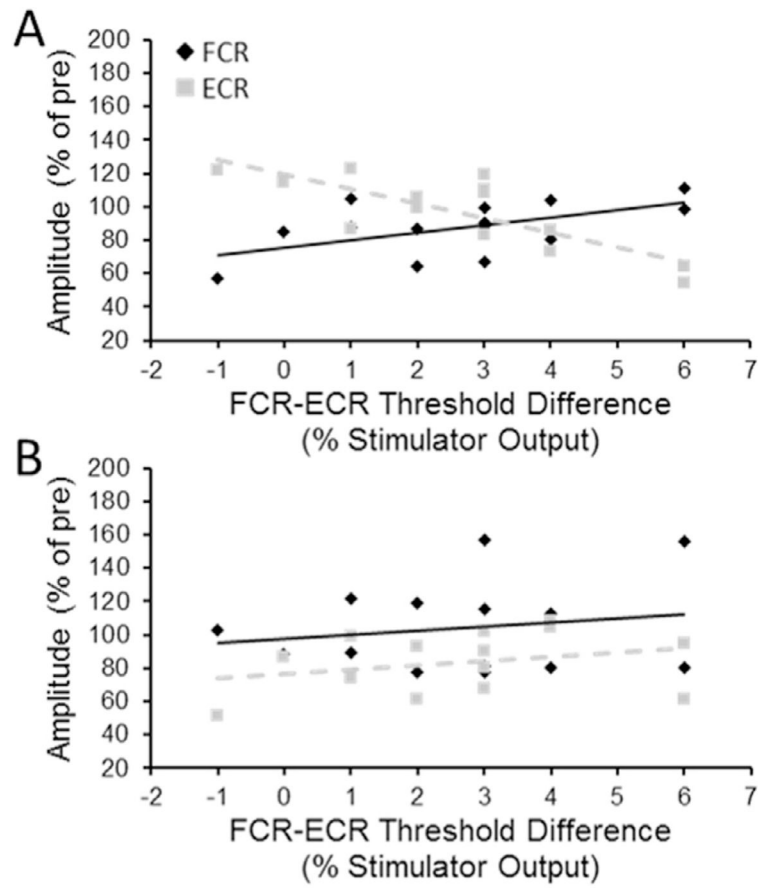 A
200
180
160
140
120
100
80
60
40
20
Amplitude (% of pre)
FCR
ECR
-2 -1 0 1 2 3 4 5 6 7
FCR-ECR Threshold Difference
(% Stimulator Output)
B
200
180
160
140
120
100
80
60
40
20
Amplitude (% of pre)
-2 -1 0 1 2 3 4 5 6 7
FCR-ECR Threshold Difference
(% Stimulator Output)